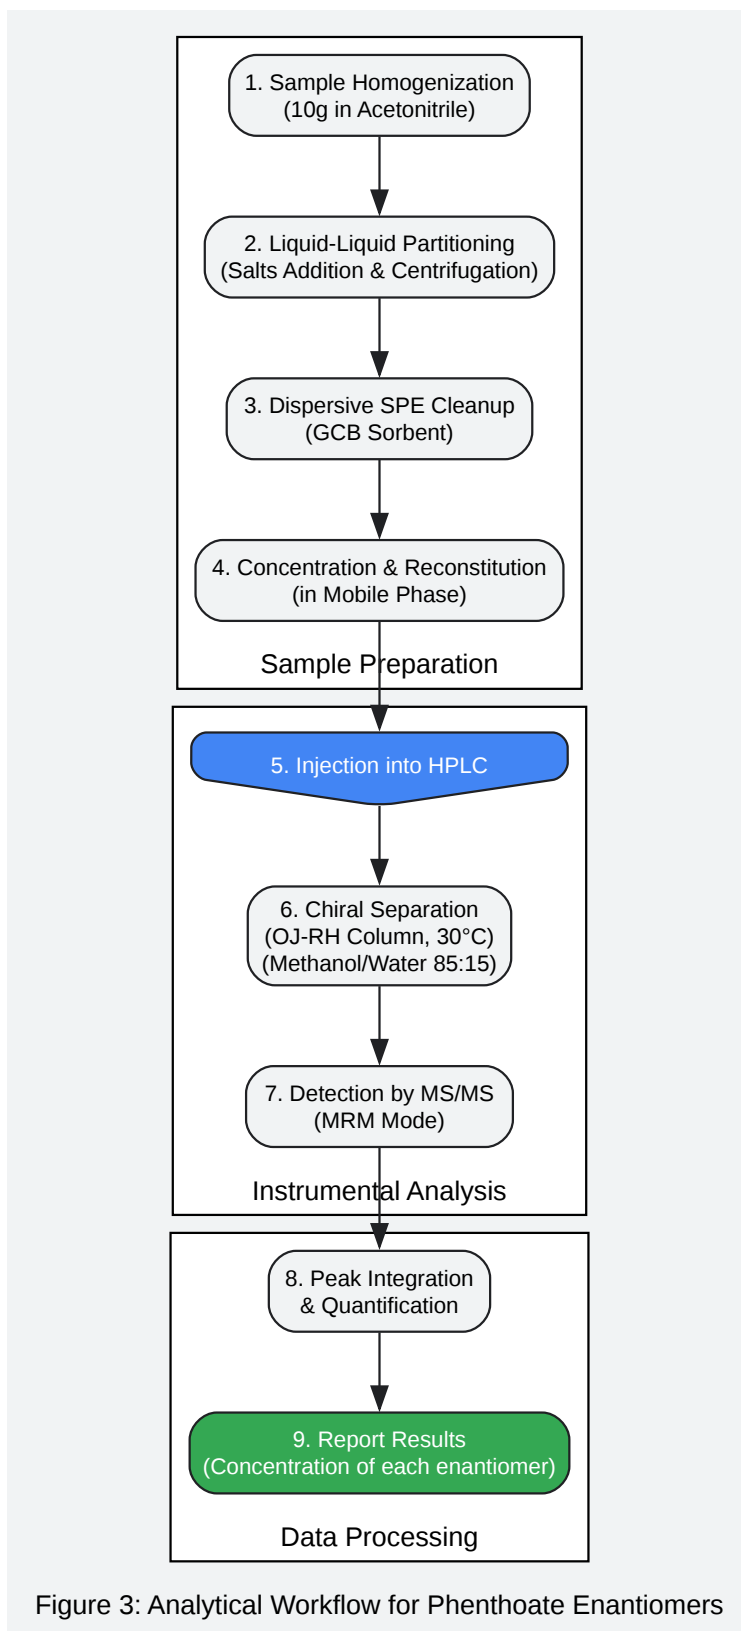 1. Sample Homogenization
(10g in Acetonitrile)
2. Liquid-Liquid Partitioning
(Salts Addition & Centrifugation)
3. Dispersive SPE Cleanup
(GCB Sorbent)
4. Concentration & Reconstitution
(in Mobile Phase)
Sample Preparation
5. Injection into HPLC
6. Chiral Separation
(OJ-RH Column, 30°C)
(Methanol/Water 85:15)
7. Detection by MS/MS
(MRM Mode)
Instrumental Analysis
8. Peak Integration
& Quantification
9. Report Results
(Concentration of each enantiomer)
Data Processing
Figure 3: Analytical Workflow for Phenthoate Enantiomers